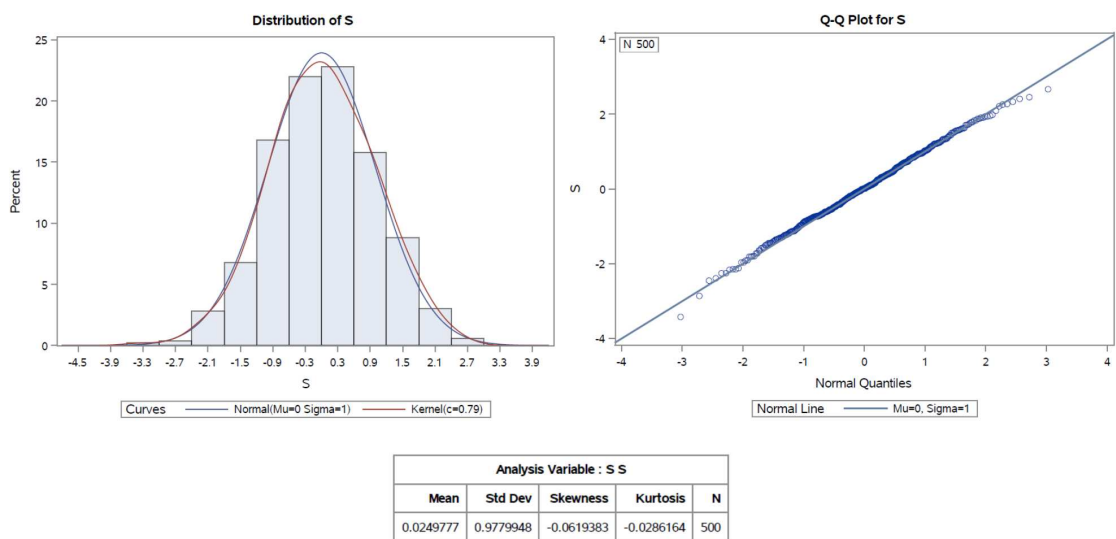 Distribution of S
25
20
15
10
5
0
Percent
-4.5 -3.9 -3.3 -2.7 -2.1 -1.5 -0.9 -0.3 0.3 0.9 1.5 2.1 2.7 3.3 3.9
S
Curves Normal(Mu=0 Sigma=1) Kernel(c=0.79)
Q-Q Plot for S
N 500
4
2
0
-2
-4
S
-4 -3 -2 -1 0 1 2 3 4
Normal Quantiles
Normal Line Mu=0, Sigma=1
Analysis Variable : S S
Mean Std Dev Skewness Kurtosis N
0.0249777 0.9779948 -0.0619383 -0.0286164 500